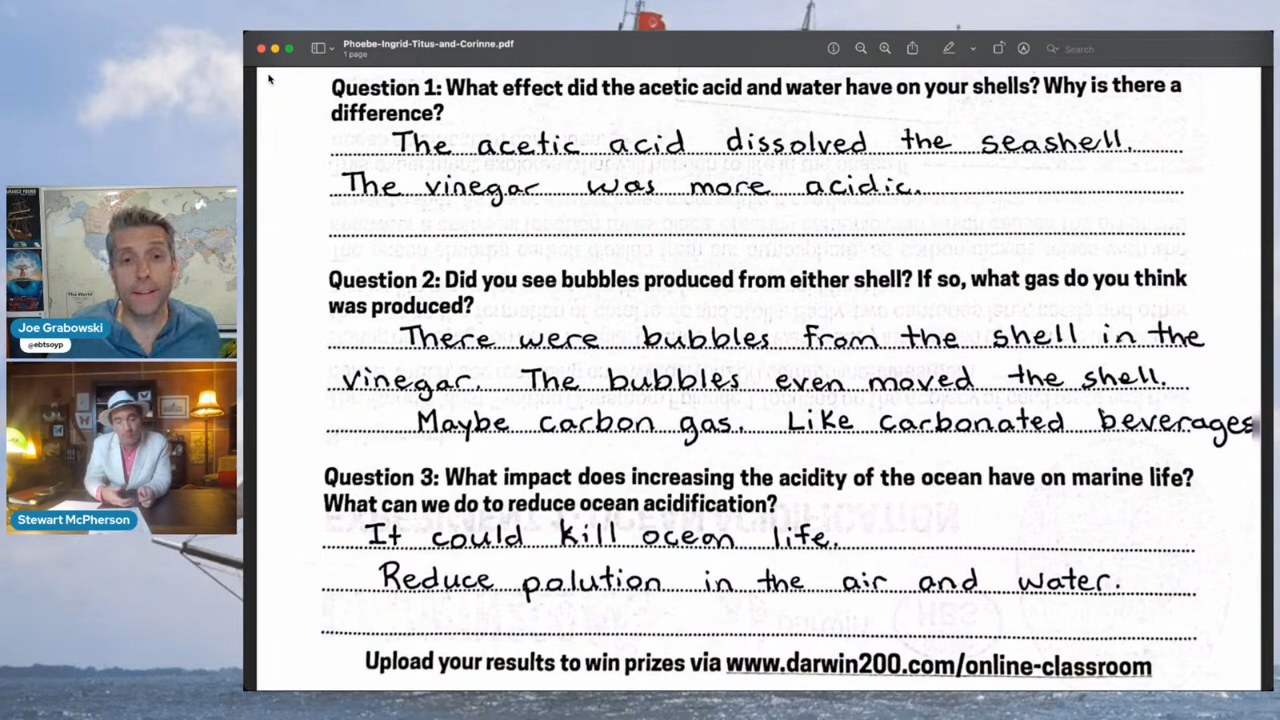 Phoebe-Ingrid-Titus-and-Corinne.pdf
1 page
Search
Question 1: What effect did the acetic acid and water have on your shells? Why is there a
difference?
The acetic acid dissolved the seashell.
The vinegar was more acidic.
Question 2: Did you see bubbles produced from either shell? If so, what gas do you think
was produced?
There were bubbles from the shell in the
vinegar. The bubbles even moved the shell.
Maybe carbon gas. Like carbonated beverages
Question 3: What impact does increasing the acidity of the ocean have on marine life?
What can we do to reduce ocean acidification?
It could kill ocean life.
Reduce polution in the air and water.
Upload your results to win prizes via www.darwin200.com/online-classroom
The World
Joe Grabowski
@ebtsoyp
Stewart McPherson